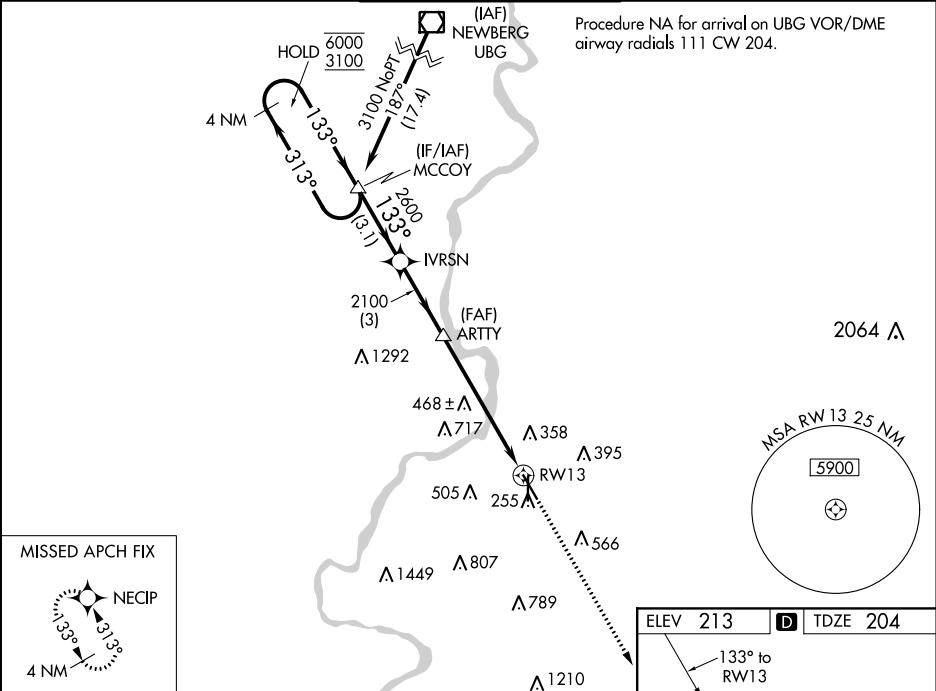 (IAF)
NEWBERG
UBG
Procedure NA for arrival on UBG VOR/DME
airway radials 111 CW 204.
HOLD
6000
3100
3100 NoPT
187°
(17.4)
4 NM
133°
313°
(IF/IAF)
MCCOY
2600
133°
(3.1)
IVRSN
2100
(3)
(FAF)
ARTTY
2064
1292
468 ±
717
358
395
MSA RW 13 25 NM
5900
RW13
505
255
566
MISSED APCH FIX
NECIP
133°
313°
4 NM
1449
807
789
ELEV 213 D TDZE 204
133° to
RW13
1210